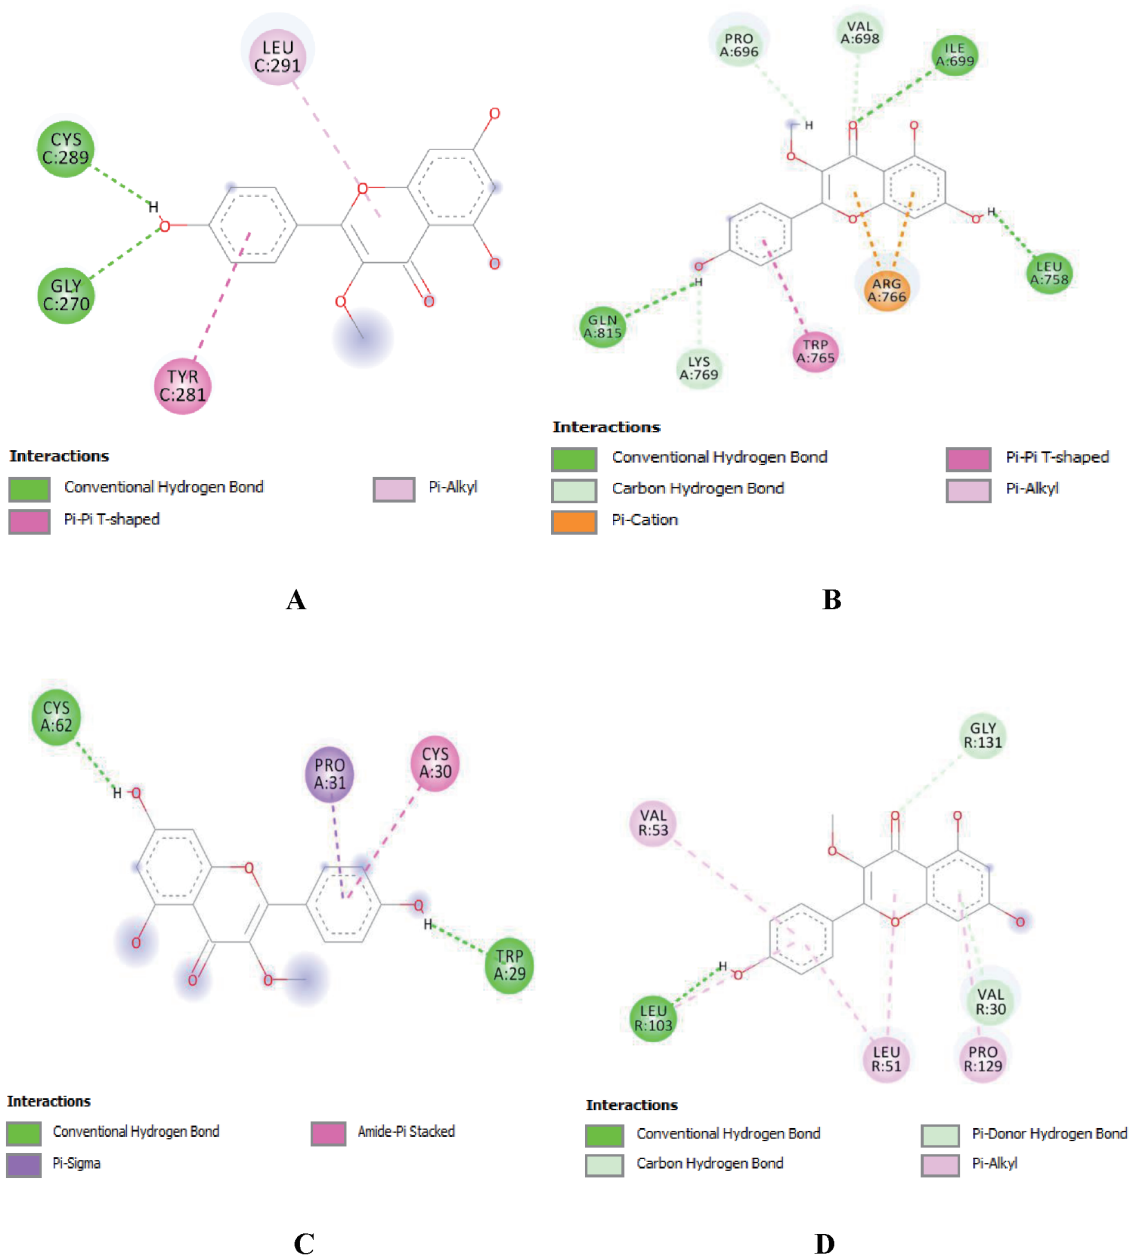 LEU
C:291
CYS
C:289
GLY
C:270
TYR
C:281
H
O
O
O
O
O
O
Interactions
Conventional Hydrogen Bond
Pi-Alkyl
Pi-Pi T-shaped
A
PRO
A:696
VAL
A:698
ILE
A:699
H
O
O
O
O
O
H
O
H
LEU
A:758
ARG
A:766
GLN
A:815
LYS
A:769
TRP
A:765
Interactions
Conventional Hydrogen Bond
Pi-Pi T-shaped
Carbon Hydrogen Bond
Pi-Alkyl
Pi-Cation
B
CYS
A:62
PRO
A:31
CYS
A:30
H
O
O
O
O
O
O
H
TRP
A:29
Interactions
Conventional Hydrogen Bond
Amide-Pi Stacked
Pi-Sigma
C
GLY
R:131
VAL
R:53
O
O
O
O
O
H
O
LEU
R:103
VAL
R:30
LEU
R:51
PRO
R:129
Interactions
Conventional Hydrogen Bond
Pi-Donor Hydrogen Bond
Carbon Hydrogen Bond
Pi-Alkyl
D